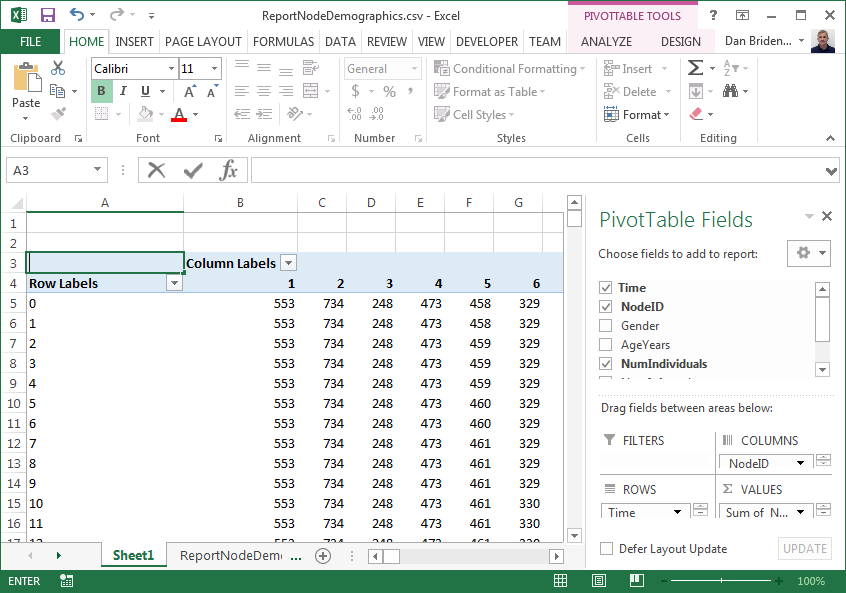 ReportNodeDemographics.csv - Excel
PIVOTTABLE TOOLS
?
FILE HOME INSERT PAGE LAYOUT FORMULAS DATA REVIEW VIEW DEVELOPER TEAM ANALYZE DESIGN Dan Briden...
Calibri 11 General Conditional Formatting Insert Σ
Paste B I U A A $ % , Format as Table Delete
A Cell Styles Format
Clipboard Font Alignment Number Styles Cells Editing
A3 fx
A B C D E F G
1
2
3 Column Labels
4 Row Labels 1 2 3 4 5 6
5 0 553 734 248 473 458 329
6 1 553 734 248 473 458 329
7 2 553 734 248 473 459 329
8 3 553 734 248 473 459 329
9 4 553 734 248 473 459 329
10 5 553 734 248 473 460 329
11 6 553 734 248 473 460 329
12 7 553 734 248 473 461 329
13 8 553 734 248 473 461 329
14 9 553 734 248 473 461 329
15 10 553 734 248 473 461 330
16 11 553 734 248 473 461 330
PivotTable Fields
Choose fields to add to report:
Time
NodeID
Gender
AgeYears
NumIndividuals
Drag fields between areas below:
FILTERS COLUMNS
NodeID
ROWS Σ VALUES
Time Sum of N...
Defer Layout Update UPDATE
Sheet1 ReportNodeDemo ...
ENTER 100%